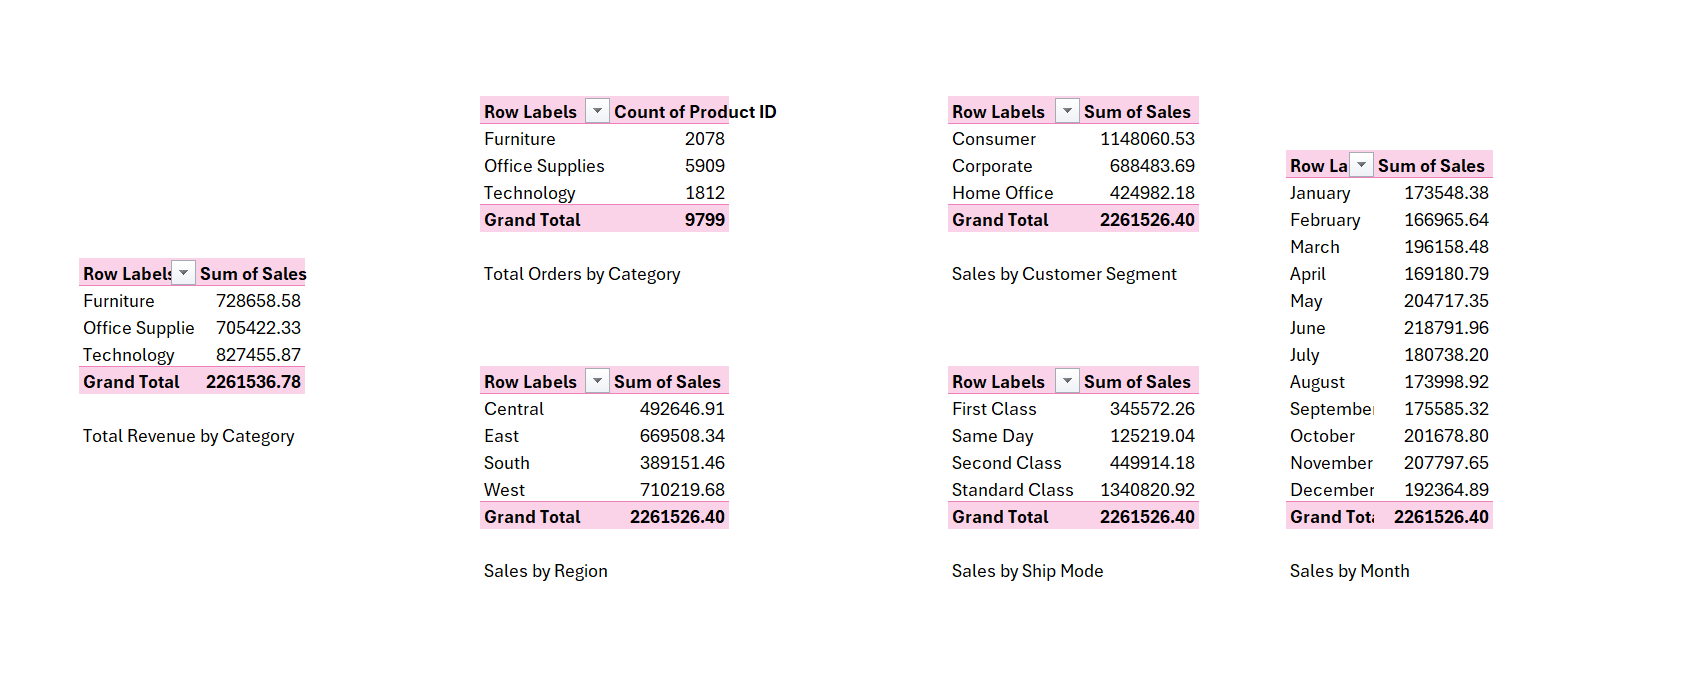 Row Labels Sum of Sales
Furniture 728658.58
Office Supplie 705422.33
Technology 827455.87
Grand Total 2261536.78
Total Revenue by Category
Row Labels Count of Product ID
Furniture 2078
Office Supplies 5909
Technology 1812
Grand Total 9799
Total Orders by Category
Row Labels Sum of Sales
Central 492646.91
East 669508.34
South 389151.46
West 710219.68
Grand Total 2261526.40
Sales by Region
Row Labels Sum of Sales
Consumer 1148060.53
Corporate 688483.69
Home Office 424982.18
Grand Total 2261526.40
Sales by Customer Segment
Row Labels Sum of Sales
First Class 345572.26
Same Day 125219.04
Second Class 449914.18
Standard Class 1340820.92
Grand Total 2261526.40
Sales by Ship Mode
Row La Sum of Sales
January 173548.38
February 166965.64
March 196158.48
April 169180.79
May 204717.35
June 218791.96
July 180738.20
August 173998.92
September 175585.32
October 201678.80
November 207797.65
December 192364.89
Grand Tota 2261526.40
Sales by Month